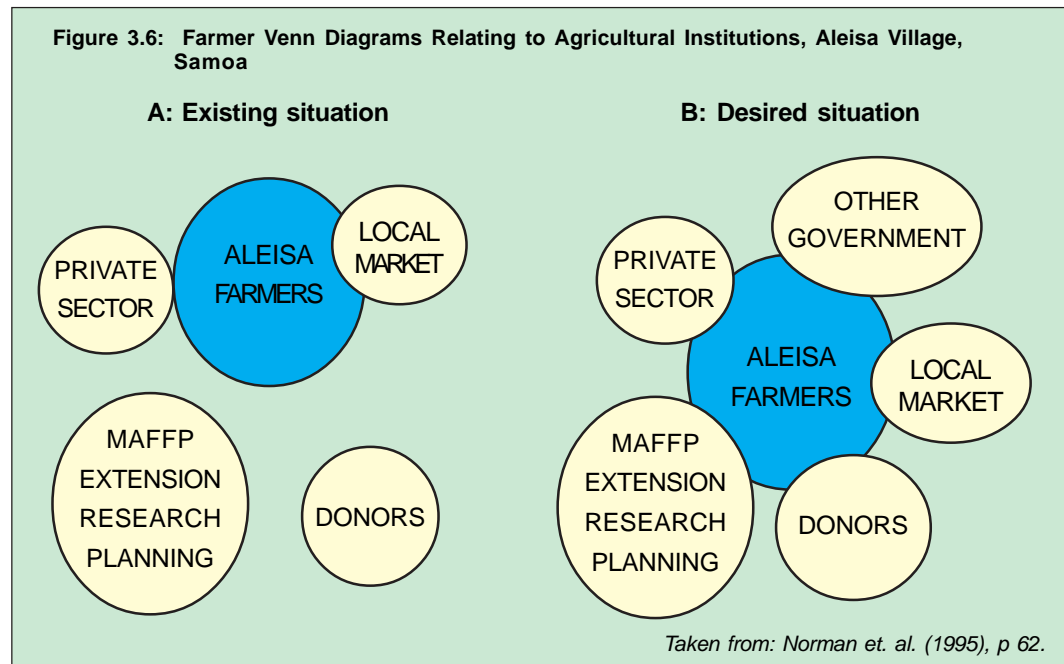 Figure 3.6: Farmer Venn Diagrams Relating to Agricultural Institutions, Aleisa Village,
Samoa
A: Existing situation
PRIVATE
SECTOR
ALEISA
FARMERS
LOCAL
MARKET
MAFFP
EXTENSION
RESEARCH
PLANNING
DONORS
B: Desired situation
OTHER
GOVERNMENT
PRIVATE
SECTOR
ALEISA
FARMERS
LOCAL
MARKET
MAFFP
EXTENSION
RESEARCH
PLANNING
DONORS
Taken from: Norman et. al. (1995), p 62.